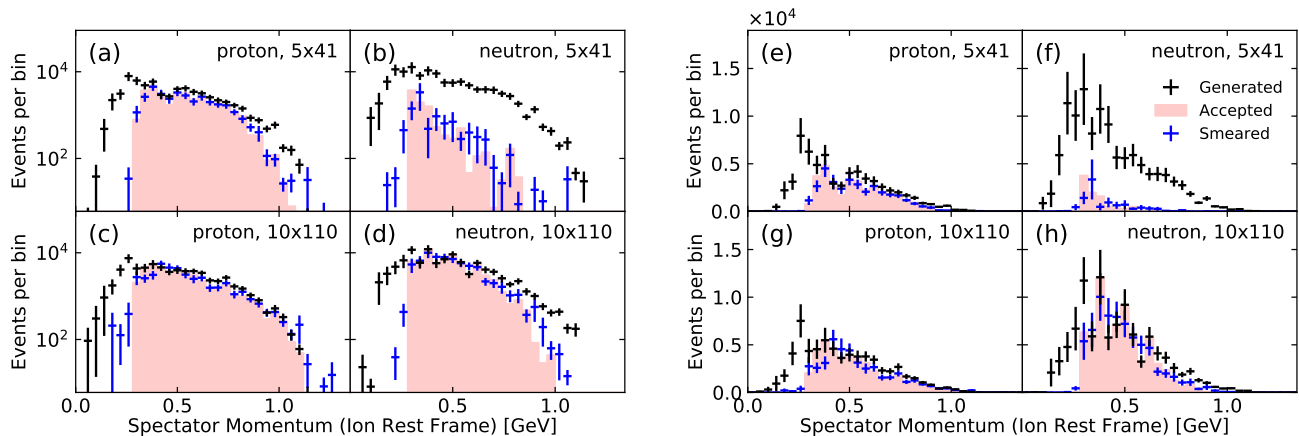 ×10⁴
(a) proton, 5x41
(b) neutron, 5x41
(e) proton, 5x41
(f) neutron, 5x41
Generated
Accepted
Smeared
Events per bin
10⁴
10²
Events per bin
1.5
1.0
0.5
0.0
(c) proton, 10x110
(d) neutron, 10x110
(g) proton, 10x110
(h) neutron, 10x110
Events per bin
10⁴
10²
Events per bin
1.5
1.0
0.5
0.0
0.0 0.5 1.0 0.5 1.0
0.0 0.5 1.0 0.5 1.0
Spectator Momentum (Ion Rest Frame) [GeV]
Spectator Momentum (Ion Rest Frame) [GeV]